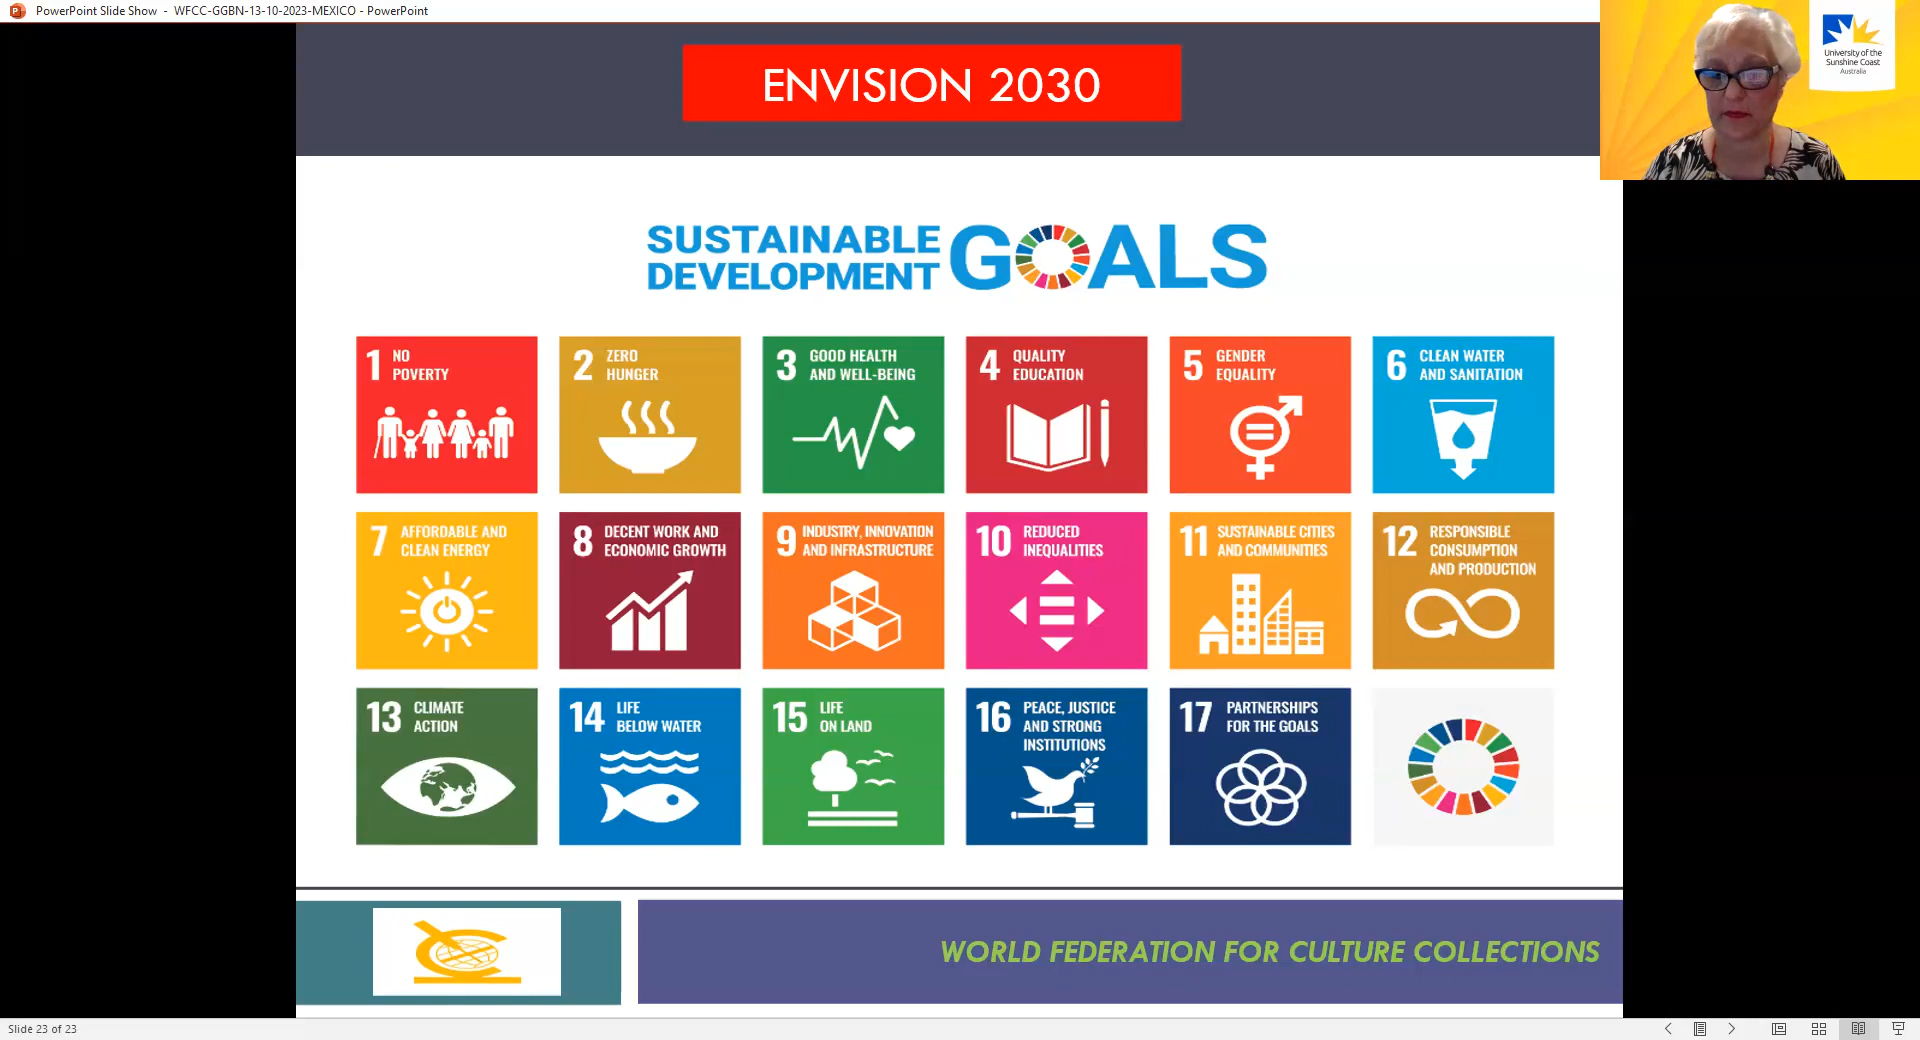 PowerPoint Slide Show - WFCC-GGBN-13-10-2023-MEXICO - PowerPoint
University of the
Sunshine Coast
Australia
ENVISION 2030
SUSTAINABLE
DEVELOPMENT
GOALS
1 NO
POVERTY
2 ZERO
HUNGER
3 GOOD HEALTH
AND WELL-BEING
4 QUALITY
EDUCATION
5 GENDER
EQUALITY
6 CLEAN WATER
AND SANITATION
7 AFFORDABLE AND
CLEAN ENERGY
8 DECENT WORK AND
ECONOMIC GROWTH
9 INDUSTRY, INNOVATION
AND INFRASTRUCTURE
10 REDUCED
INEQUALITIES
11 SUSTAINABLE CITIES
AND COMMUNITIES
12 RESPONSIBLE
CONSUMPTION
AND PRODUCTION
13 CLIMATE
ACTION
14 LIFE
BELOW WATER
15 LIFE
ON LAND
16 PEACE, JUSTICE
AND STRONG
INSTITUTIONS
17 PARTNERSHIPS
FOR THE GOALS
WORLD FEDERATION FOR CULTURE COLLECTIONS
Slide 23 of 23